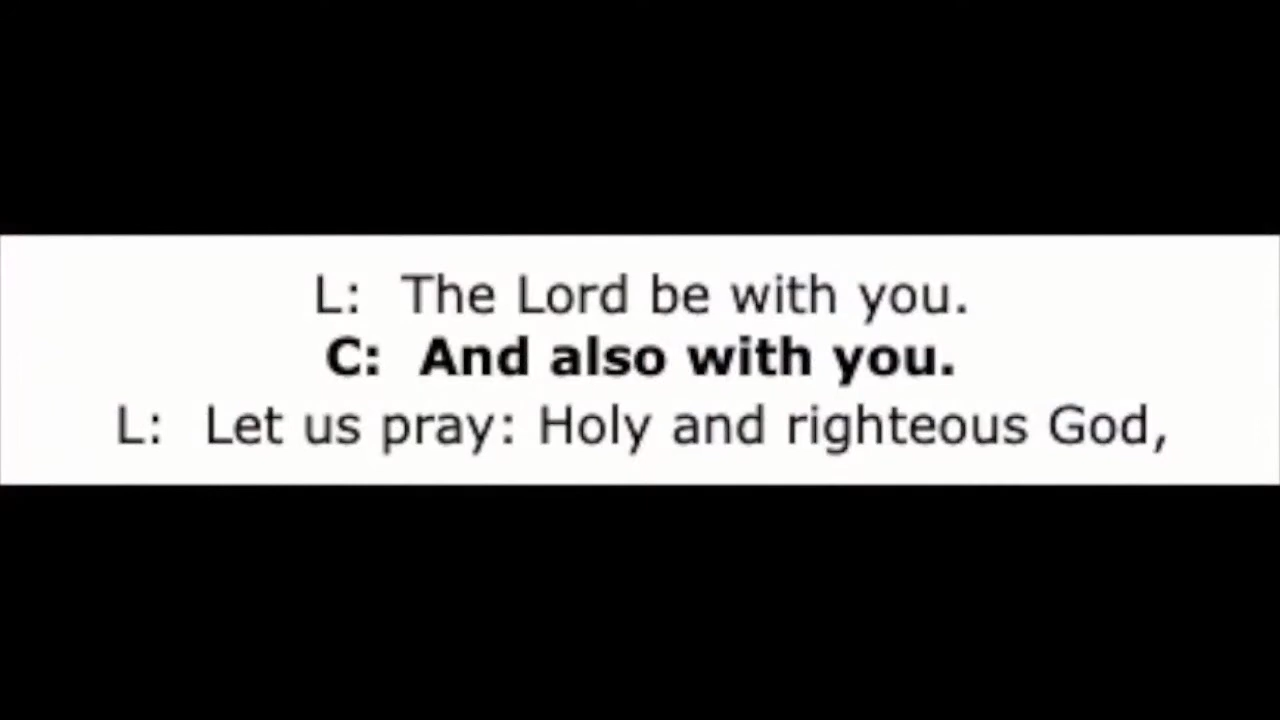 L: The Lord be with you.
C: And also with you.
L: Let us pray: Holy and righteous God,